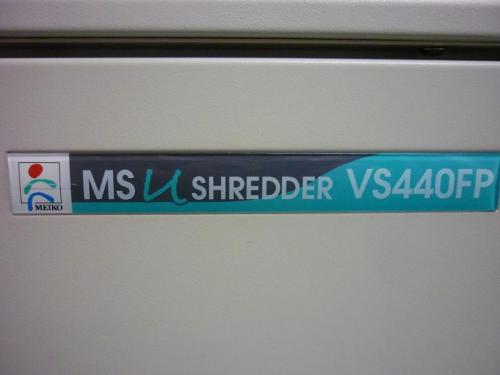 MEIKO MS u SHREDDER VS440FP